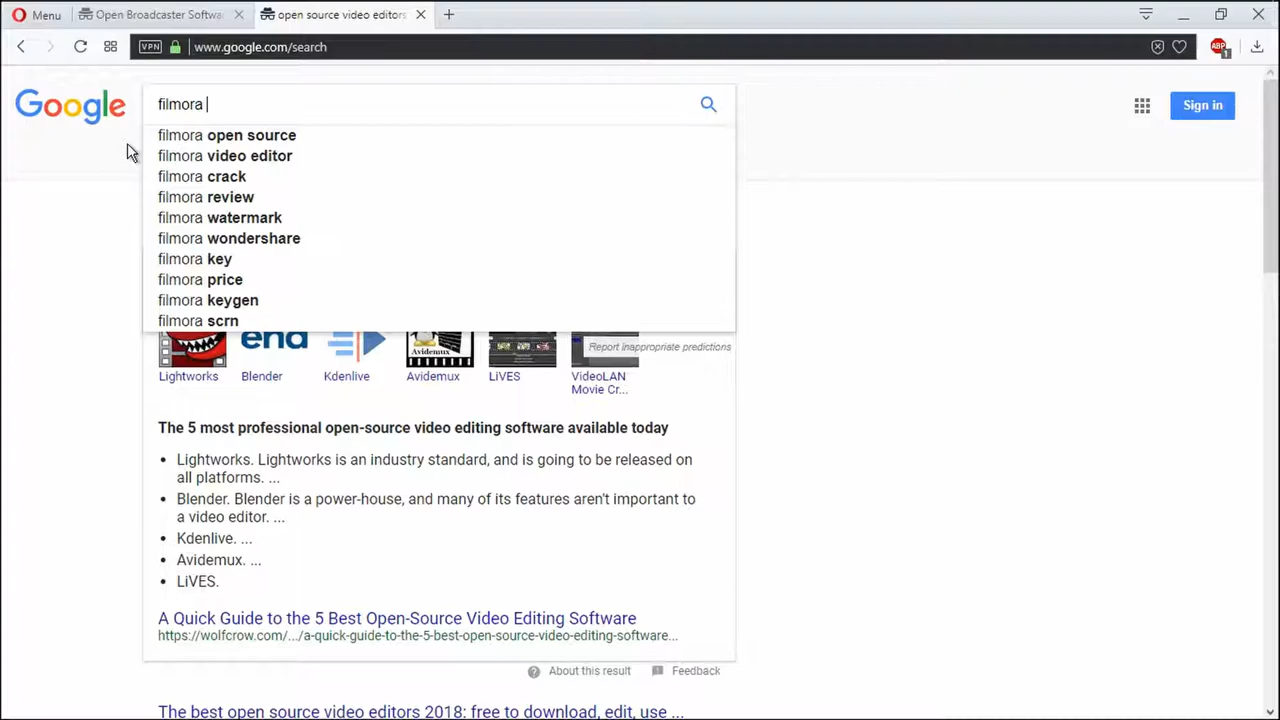 Menu
Open Broadcaster Softwa
open source video editors
VPN
www.google.com/search
ABP
1
Google
filmora
Sign in
filmora open source
filmora video editor
filmora crack
filmora review
filmora watermark
filmora wondershare
filmora key
filmora price
filmora keygen
filmora scrn
Report inappropriate predictions
end
Avidemux
Lightworks
Blender
Kdenlive
Avidemux
LiVES
VideoLAN
Movie Cr...
The 5 most professional open-source video editing software available today
• Lightworks. Lightworks is an industry standard, and is going to be released on
all platforms. ...
• Blender. Blender is a power-house, and many of its features aren't important to
a video editor. ...
• Kdenlive. ...
• Avidemux. ...
• LiVES.
A Quick Guide to the 5 Best Open-Source Video Editing Software
https://wolfcrow.com/.../a-quick-guide-to-the-5-best-open-source-video-editing-software...
About this result
Feedback
The best open source video editors 2018: free to download, edit, use ...